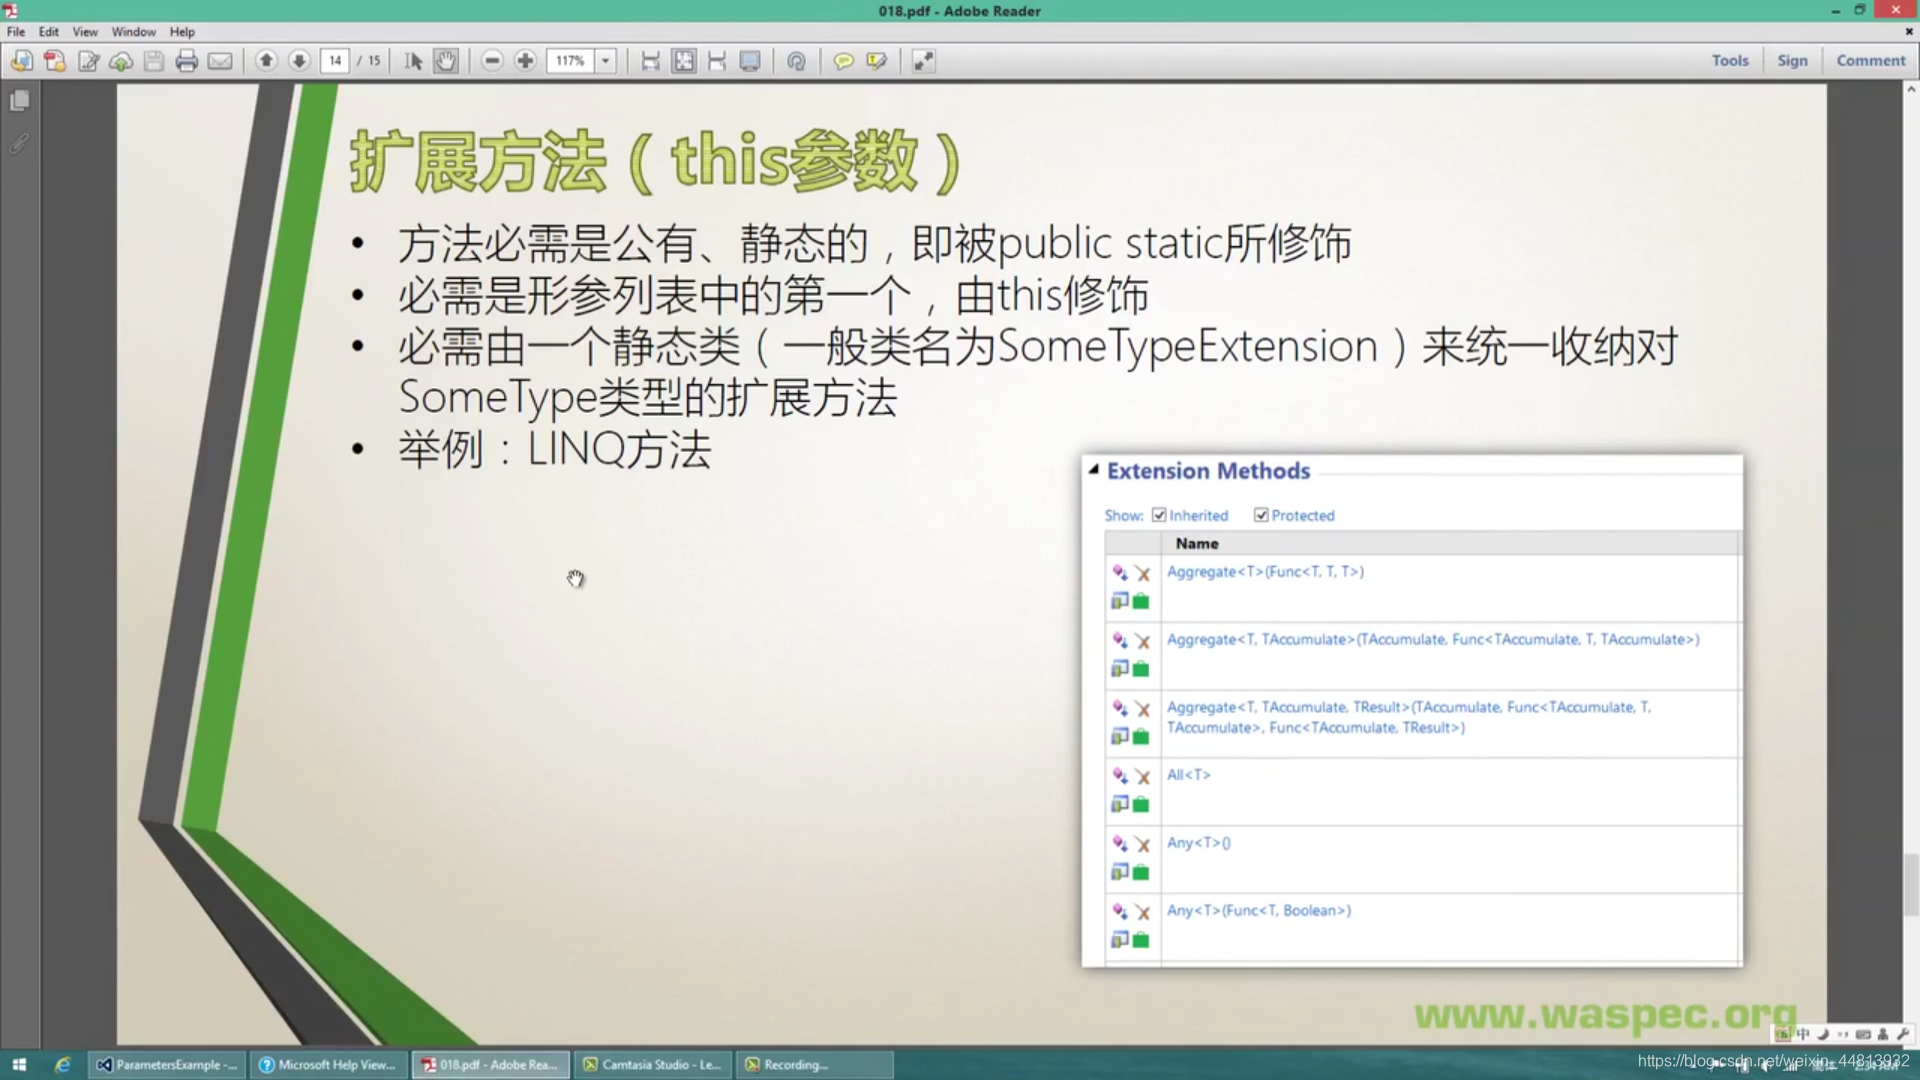 018.pdf - Adobe Reader
File Edit View Window Help
14 / 15
117%
Tools Sign Comment
扩展方法（this参数）
• 方法必需是公有、静态的，即被public static所修饰
• 必需是形参列表中的第一个，由this修饰
• 必需由一个静态类（一般类名为SomeTypeExtension）来统一收纳对
SomeType类型的扩展方法
• 举例：LINQ方法
Extension Methods
Show: Inherited Protected
Name
Aggregate<T>(Func<T, T, T>)
Aggregate<T, TAccumulate>(TAccumulate, Func<TAccumulate, T, TAccumulate>)
Aggregate<T, TAccumulate, TResult>(TAccumulate, Func<TAccumulate, T,
TAccumulate>, Func<TAccumulate, TResult>)
All<T>
Any<T>()
Any<T>(Func<T, Boolean>)
www.waspec.org
中
ParametersExample -...
Microsoft Help View...
018.pdf - Adobe Rea...
Camtasia Studio - Le...
Recording...
https://blog.csdn.net/weixin_44813932